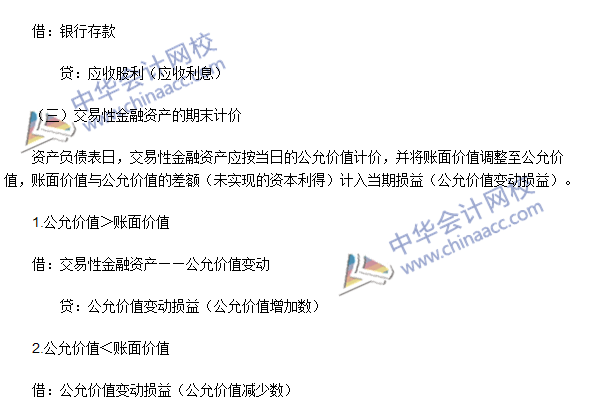 借：银行存款
贷：应收股利（应收利息）
（三）交易性金融资产的期末计价
资产负债表日，交易性金融资产应按当日的公允价值计价，并将账面价值调整至公允价
值，账面价值与公允价值的差额（未实现的资本利得）计入当期损益（公允价值变动损益）。
1.公允价值＞账面价值
借：交易性金融资产——公允价值变动
贷：公允价值变动损益（公允价值增加数）
2.公允价值＜账面价值
借：公允价值变动损益（公允价值减少数）
中华会计网校
www.chinaacc.com
中华会计网校
www.chinaacc.com